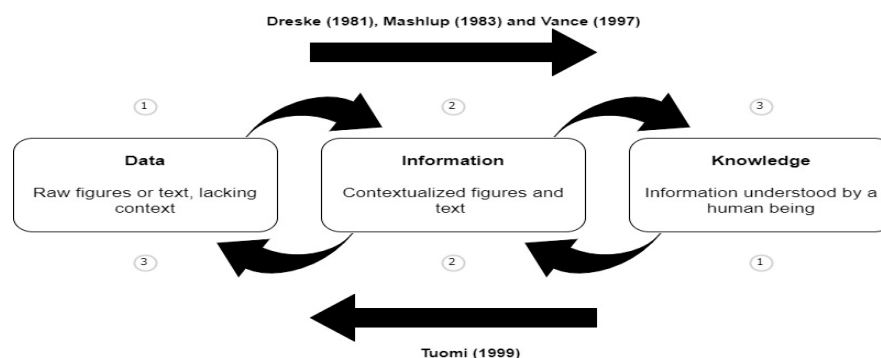 Dreske (1981), Mashlup (1983) and Vance (1997)
1
2
3
Data
Raw figures or text, lacking
context
Information
Contextualized figures and
text
Knowledge
Information understood by a
human being
3
2
1
Tuomi (1999)